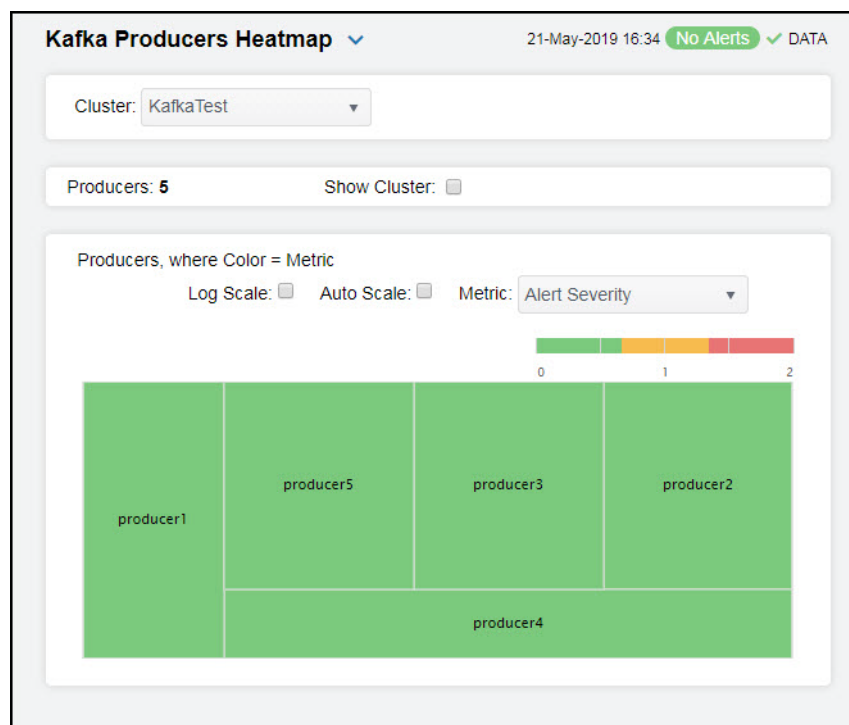 Kafka Producers Heatmap 21-May-2019 16:34 No Alerts DATA
Cluster: KafkaTest
Producers: 5 Show Cluster:
Producers, where Color = Metric
Log Scale: Auto Scale: Metric: Alert Severity
0 1 2
producer5 producer3 producer2
producer1
producer4